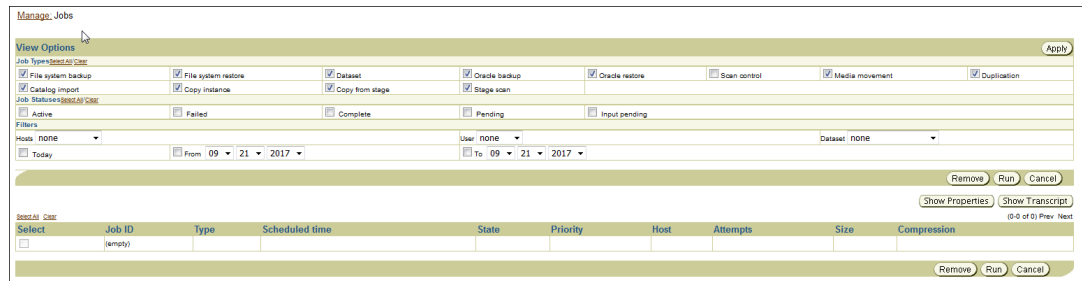 Manage: Jobs
View Options Apply
Job Types Select All/Clear
File system backup File system restore Dataset Oracle backup Oracle restore Scan control Media movement Duplication
Catalog import Copy instance Copy from stage Stage scan
Job Statuses Select All/Clear
Active Failed Complete Pending Input pending
Filters
Hosts none User none Dataset none
Today From 09 21 2017 To 09 21 2017
Remove Run Cancel
Show Properties Show Transcript
Select All Clear (0-0 of 0) Prev Next
Select Job ID Type Scheduled time State Priority Host Attempts Size Compression
(empty)
Remove Run Cancel